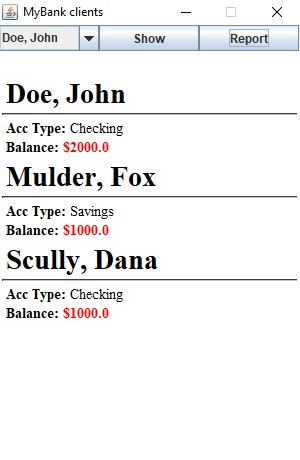 MyBank clients
Doe, John Show Report
Doe, John
Acc Type: Checking
Balance: $2000.0
Mulder, Fox
Acc Type: Savings
Balance: $1000.0
Scully, Dana
Acc Type: Checking
Balance: $1000.0